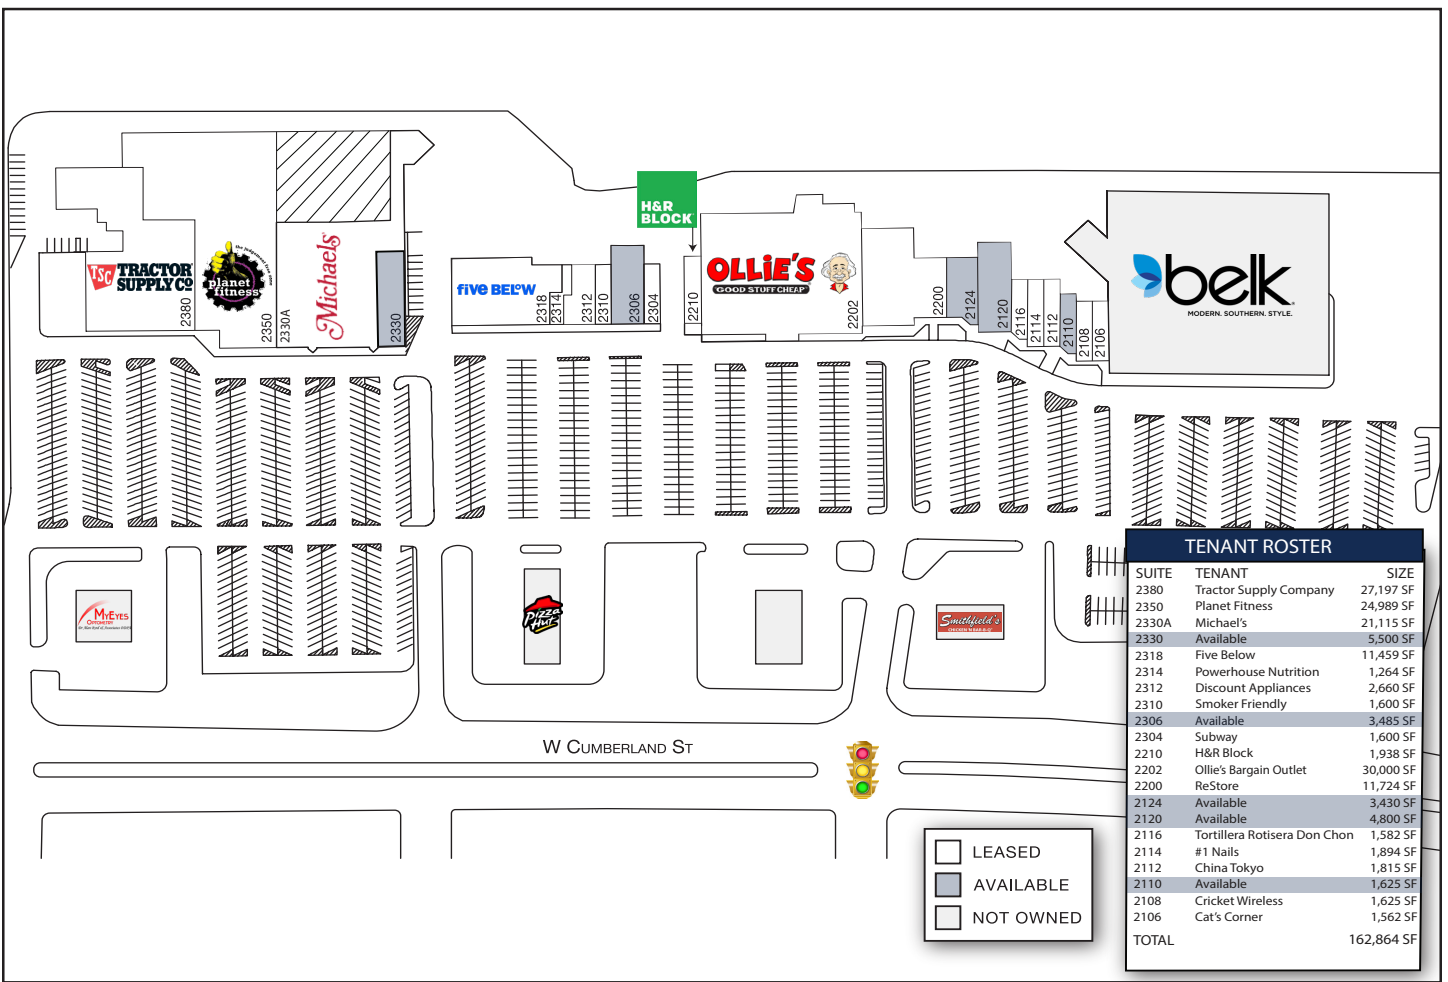 H&R
BLOCK
TSC TRACTOR
SUPPLY CO
the judgement free zone
planet
fitness
Michaels
five BELOW
OLLiE'S
GOOD STUFF CHEAP
belk
MODERN. SOUTHERN. STYLE.
2380
2350
2330A
2330
2318
2314
2312
2310
2306
2304
2210
2202
2200
2124
2120
2116
2114
2112
2110
2108
2106
MYEYES
OPTOMETRY
Pizza
Hut
Smithfield's
CHICKEN 'N BAR-B-Q
W CUMBERLAND ST
LEASED
AVAILABLE
NOT OWNED
TENANT ROSTER
SUITE TENANT SIZE
2380 Tractor Supply Company 27,197 SF
2350 Planet Fitness 24,989 SF
2330A Michael's 21,115 SF
2330 Available 5,500 SF
2318 Five Below 11,459 SF
2314 Powerhouse Nutrition 1,264 SF
2312 Discount Appliances 2,660 SF
2310 Smoker Friendly 1,600 SF
2306 Available 3,485 SF
2304 Subway 1,600 SF
2210 H&R Block 1,938 SF
2202 Ollie's Bargain Outlet 30,000 SF
2200 ReStore 11,724 SF
2124 Available 3,430 SF
2120 Available 4,800 SF
2116 Tortillera Rotisera Don Chon 1,582 SF
2114 #1 Nails 1,894 SF
2112 China Tokyo 1,815 SF
2110 Available 1,625 SF
2108 Cricket Wireless 1,625 SF
2106 Cat's Corner 1,562 SF
TOTAL 162,864 SF